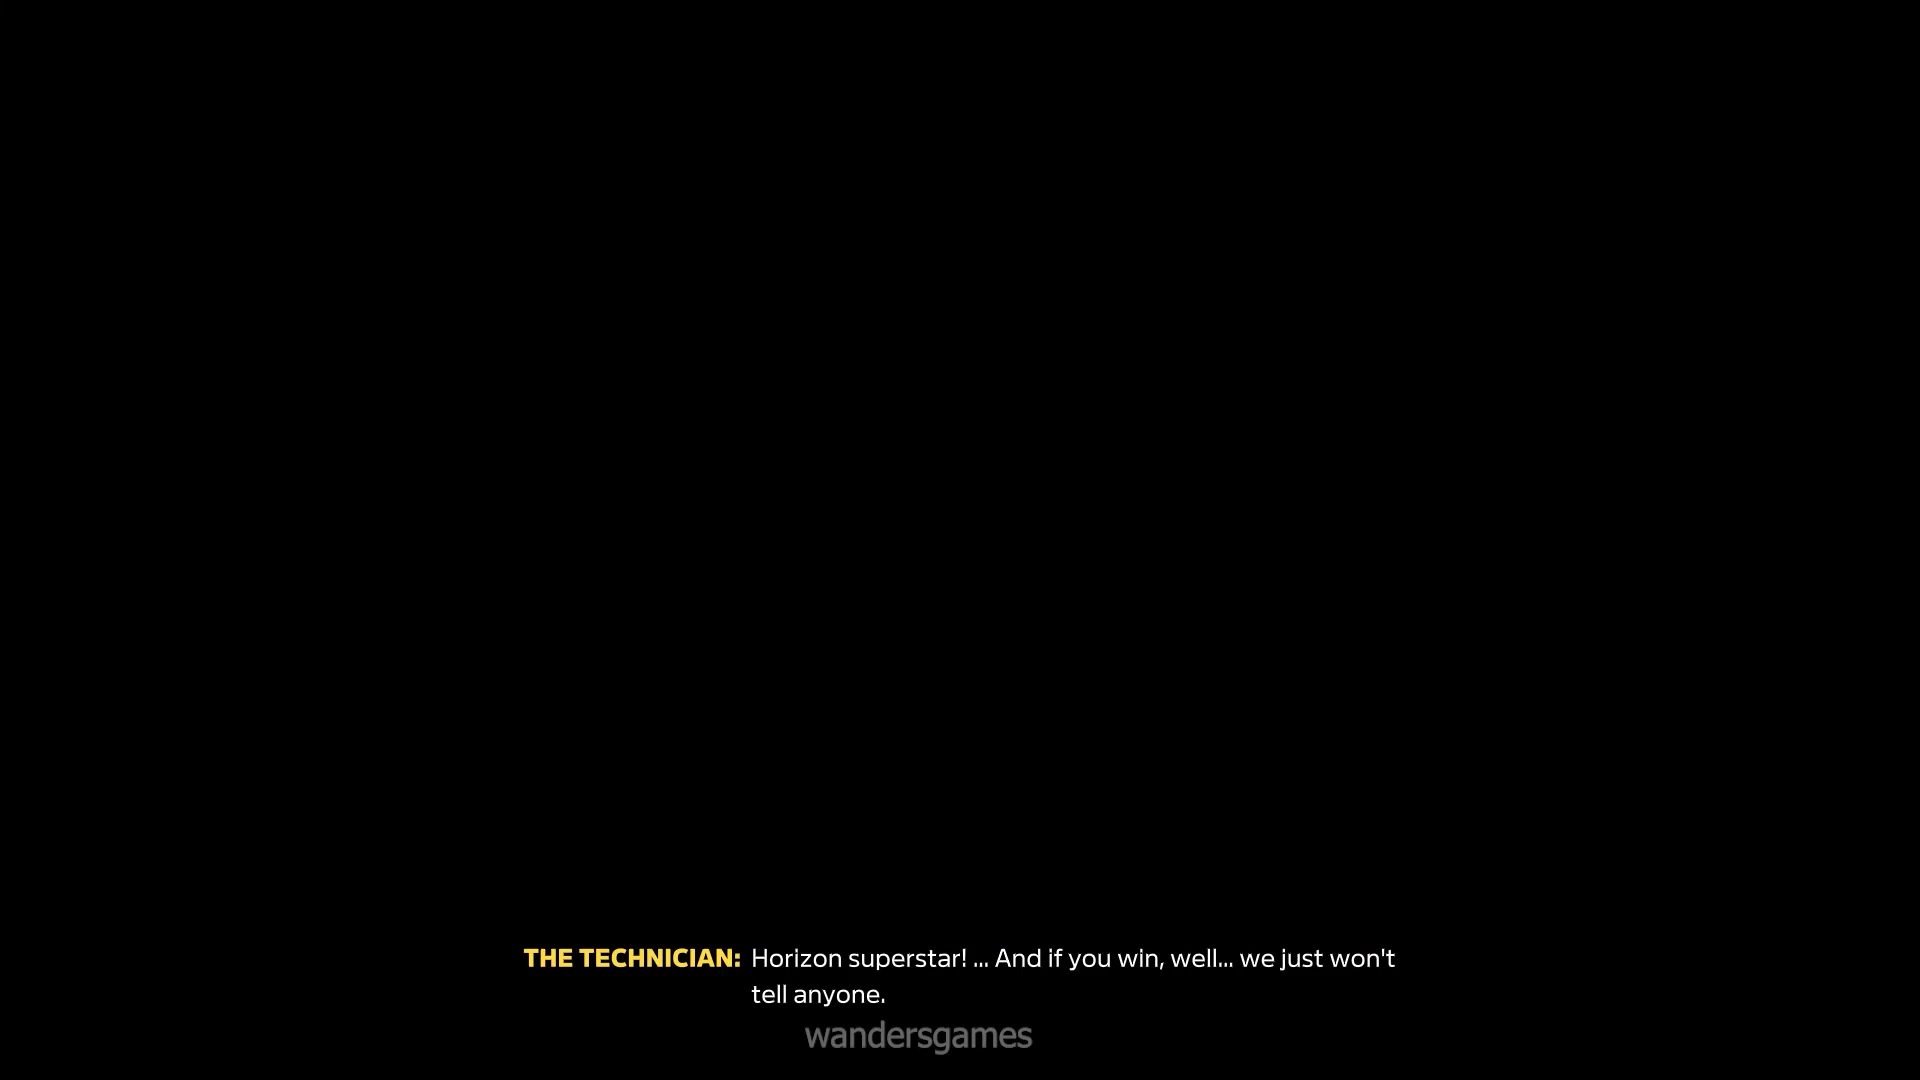 THE TECHNICIAN: Horizon superstar! ... And if you win, well... we just won't
tell anyone.
wandersgames